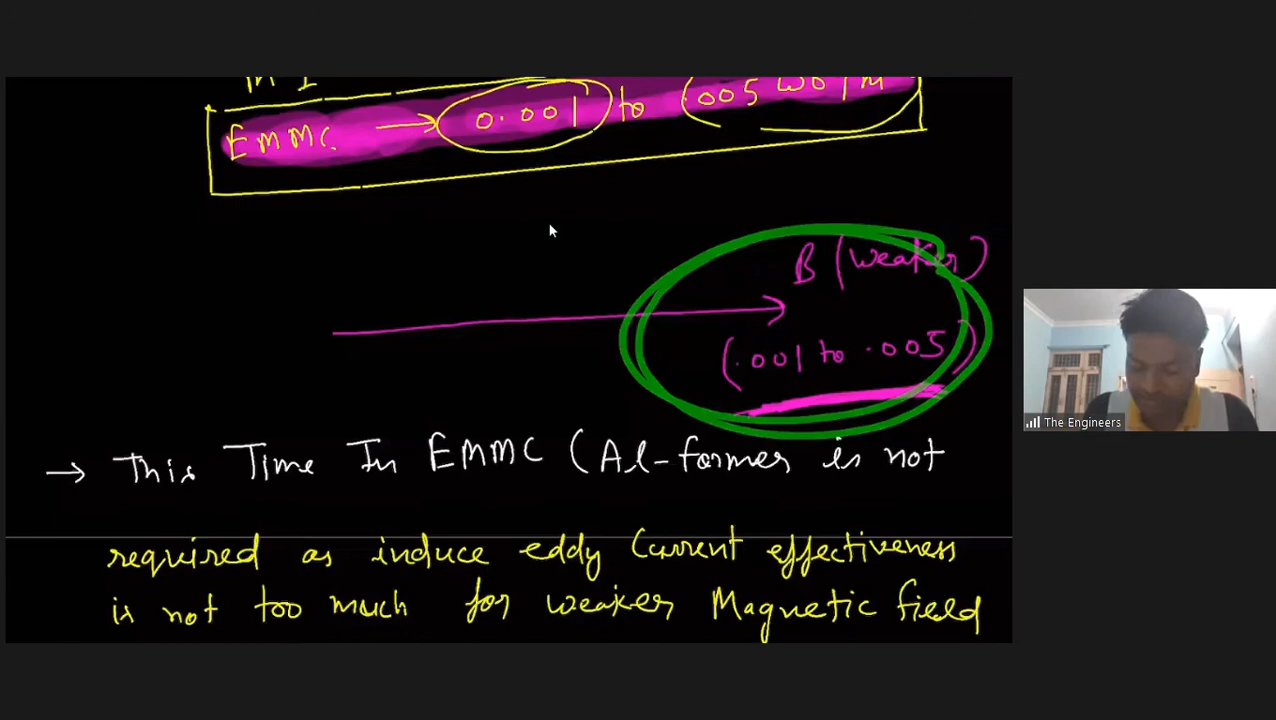 EMMC → 0.001 to .005 wb/m
B (weaker)
(.001 to .005)
→ This Time In EMMC (Al-former is not
required as induce eddy current effectiveness
is not too much for weaker Magnetic field
The Engineers